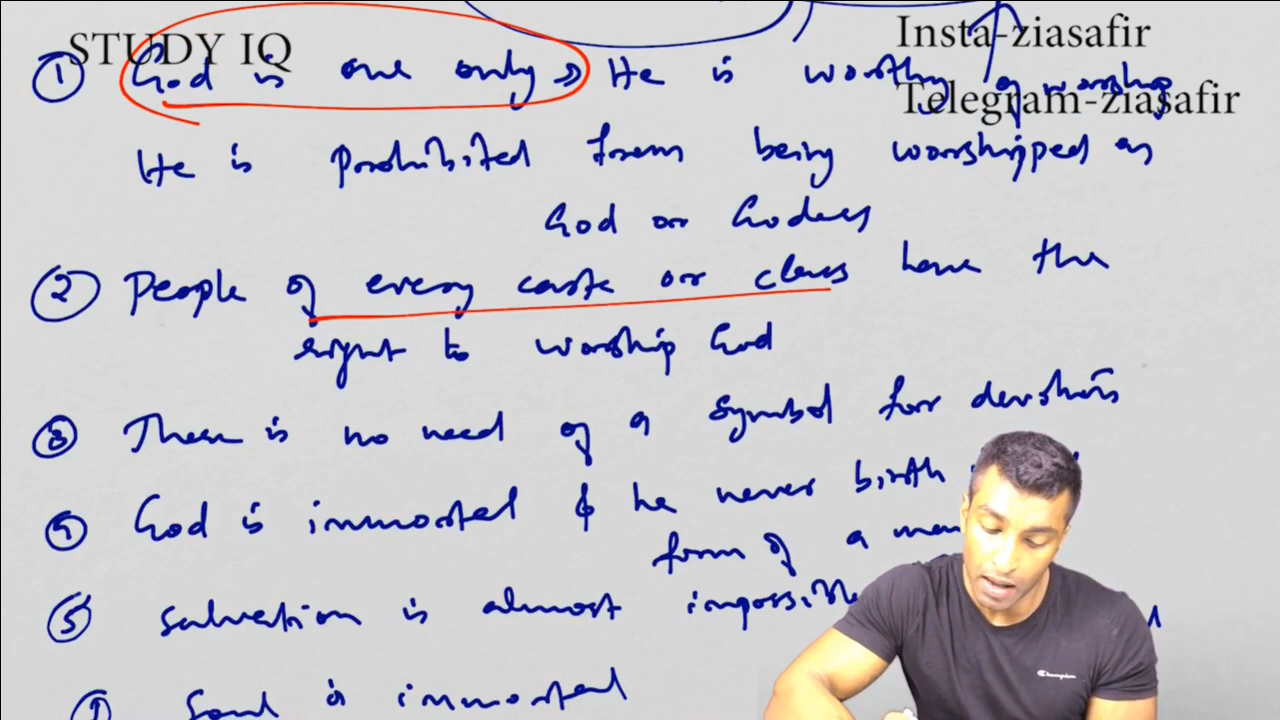 STUDY IQ
Insta-ziasafir
Telegram-ziasafir
① God is one only → He is worthy of worship
He is prohibited from being worshipped as
God or Godess
② People of every caste or class have the
right to worship God
③ There is no need of a symbol for devotion
④ God is immortal & he never birth
form of a man
⑤ Salvation is almost impossible
Soul is immortal
Champion